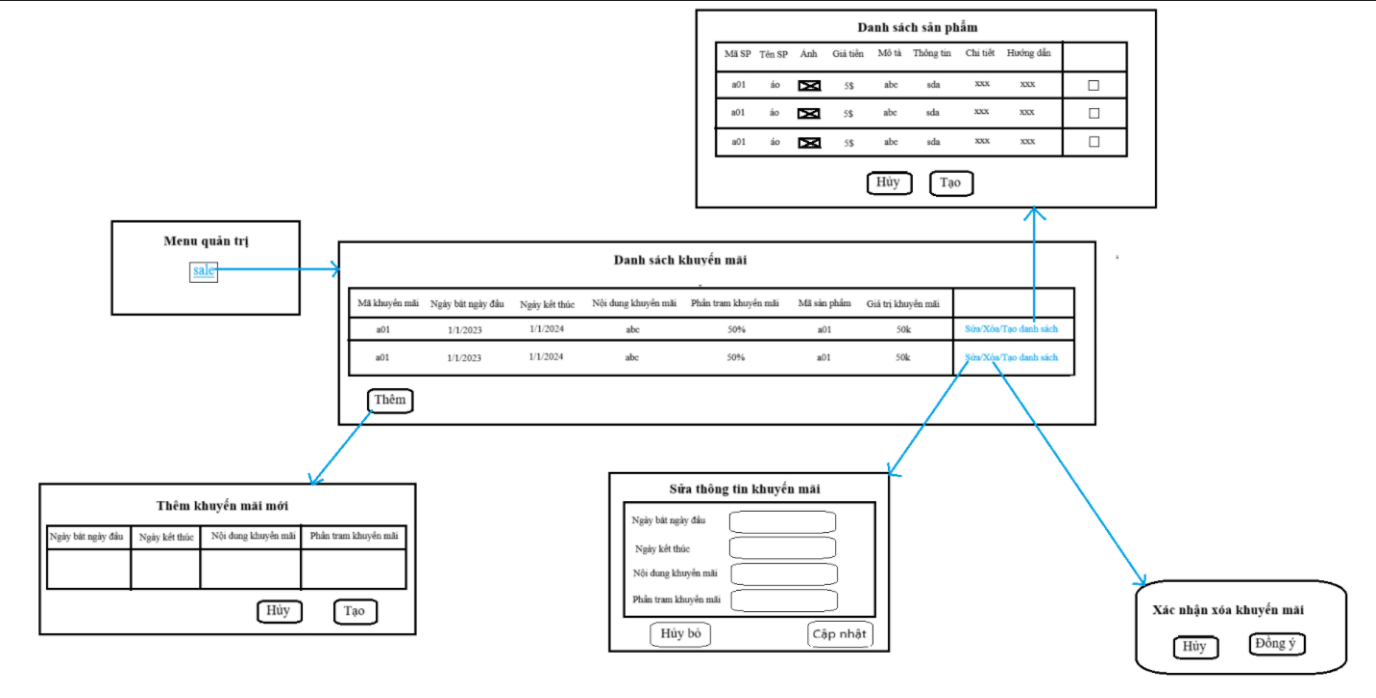 Danh sách sản phẩm
Mã SP Tên SP Ảnh Giá tiền Mô tả Thông tin Chi tiết Hướng dẫn
a01 áo 5$ abc sda xxx xxx
a01 áo 5$ abc sda xxx xxx
a01 áo 5$ abc sda xxx xxx
Hủy Tạo
Menu quản trị
sale
Danh sách khuyến mãi
Mã khuyến mãi Ngày bắt ngày đầu Ngày kết thúc Nội dung khuyến mãi Phần tram khuyến mãi Mã sản phẩm Giá trị khuyến mãi
a01 1/1/2023 1/1/2024 abc 50% a01 50k Sửa/Xóa/Tạo danh sách
a01 1/1/2023 1/1/2024 abc 50% a01 50k Sửa/Xóa/Tạo danh sách
Thêm
Thêm khuyến mãi mới
Ngày bắt ngày đầu Ngày kết thúc Nội dung khuyến mãi Phần tram khuyến mãi
Hủy Tạo
Sửa thông tin khuyến mãi
Ngày bắt ngày đầu
Ngày kết thúc
Nội dung khuyến mãi
Phần tram khuyến mãi
Hủy bỏ Cập nhật
Xác nhận xóa khuyến mãi
Hủy Đồng ý